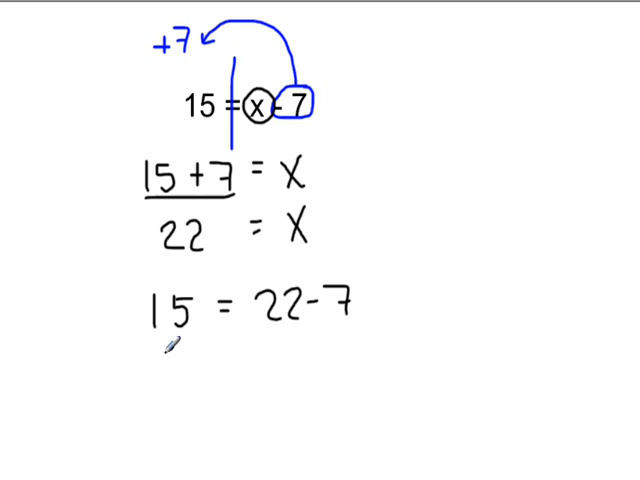 +7
15 = x - 7
15 + 7 = x
22 = x
15 = 22 - 7